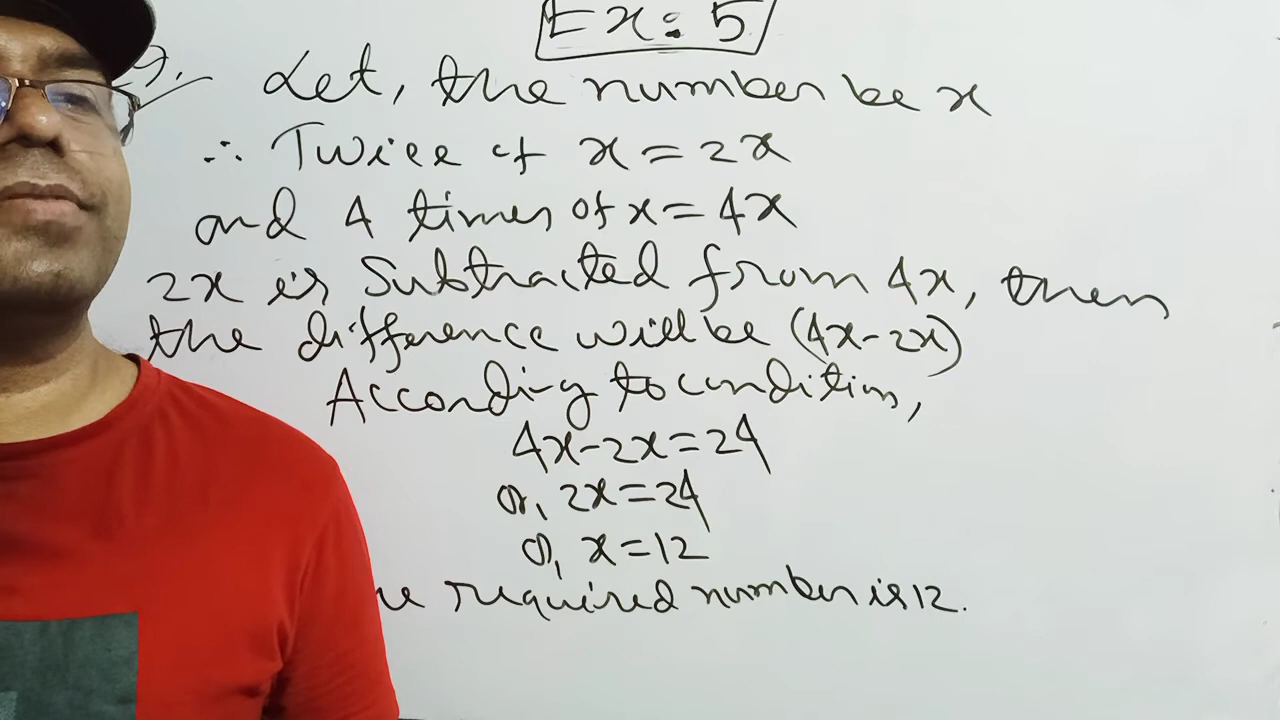 Ex: 5
Let, the number be x
∴ Twice of x = 2x
and 4 times of x = 4x
2x is subtracted from 4x, then
the difference will be (4x-2x)
According to condition,
4x-2x=24
or, 2x=24
or, x=12
required number is 12.